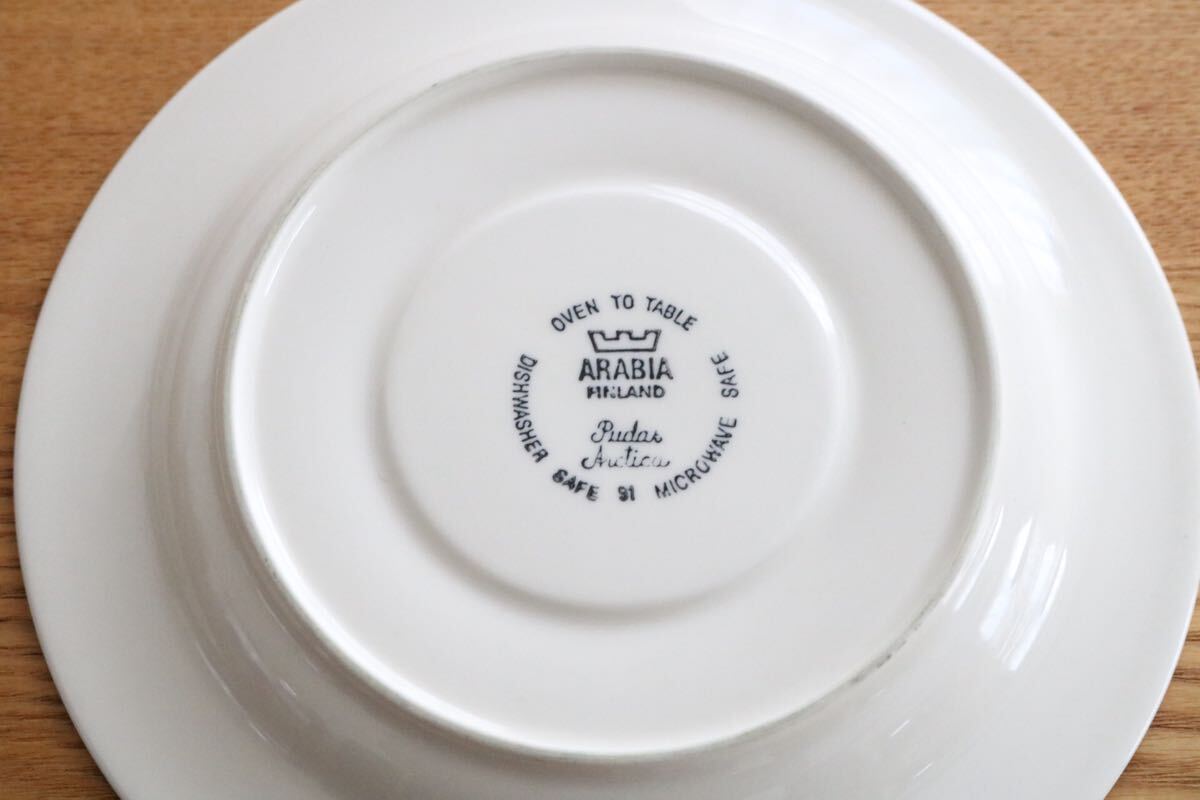 OVEN TO TABLE
ARABIA
FINLAND
Pudas
Arctica
DISHWASHER SAFE 91 MICROWAVE SAFE